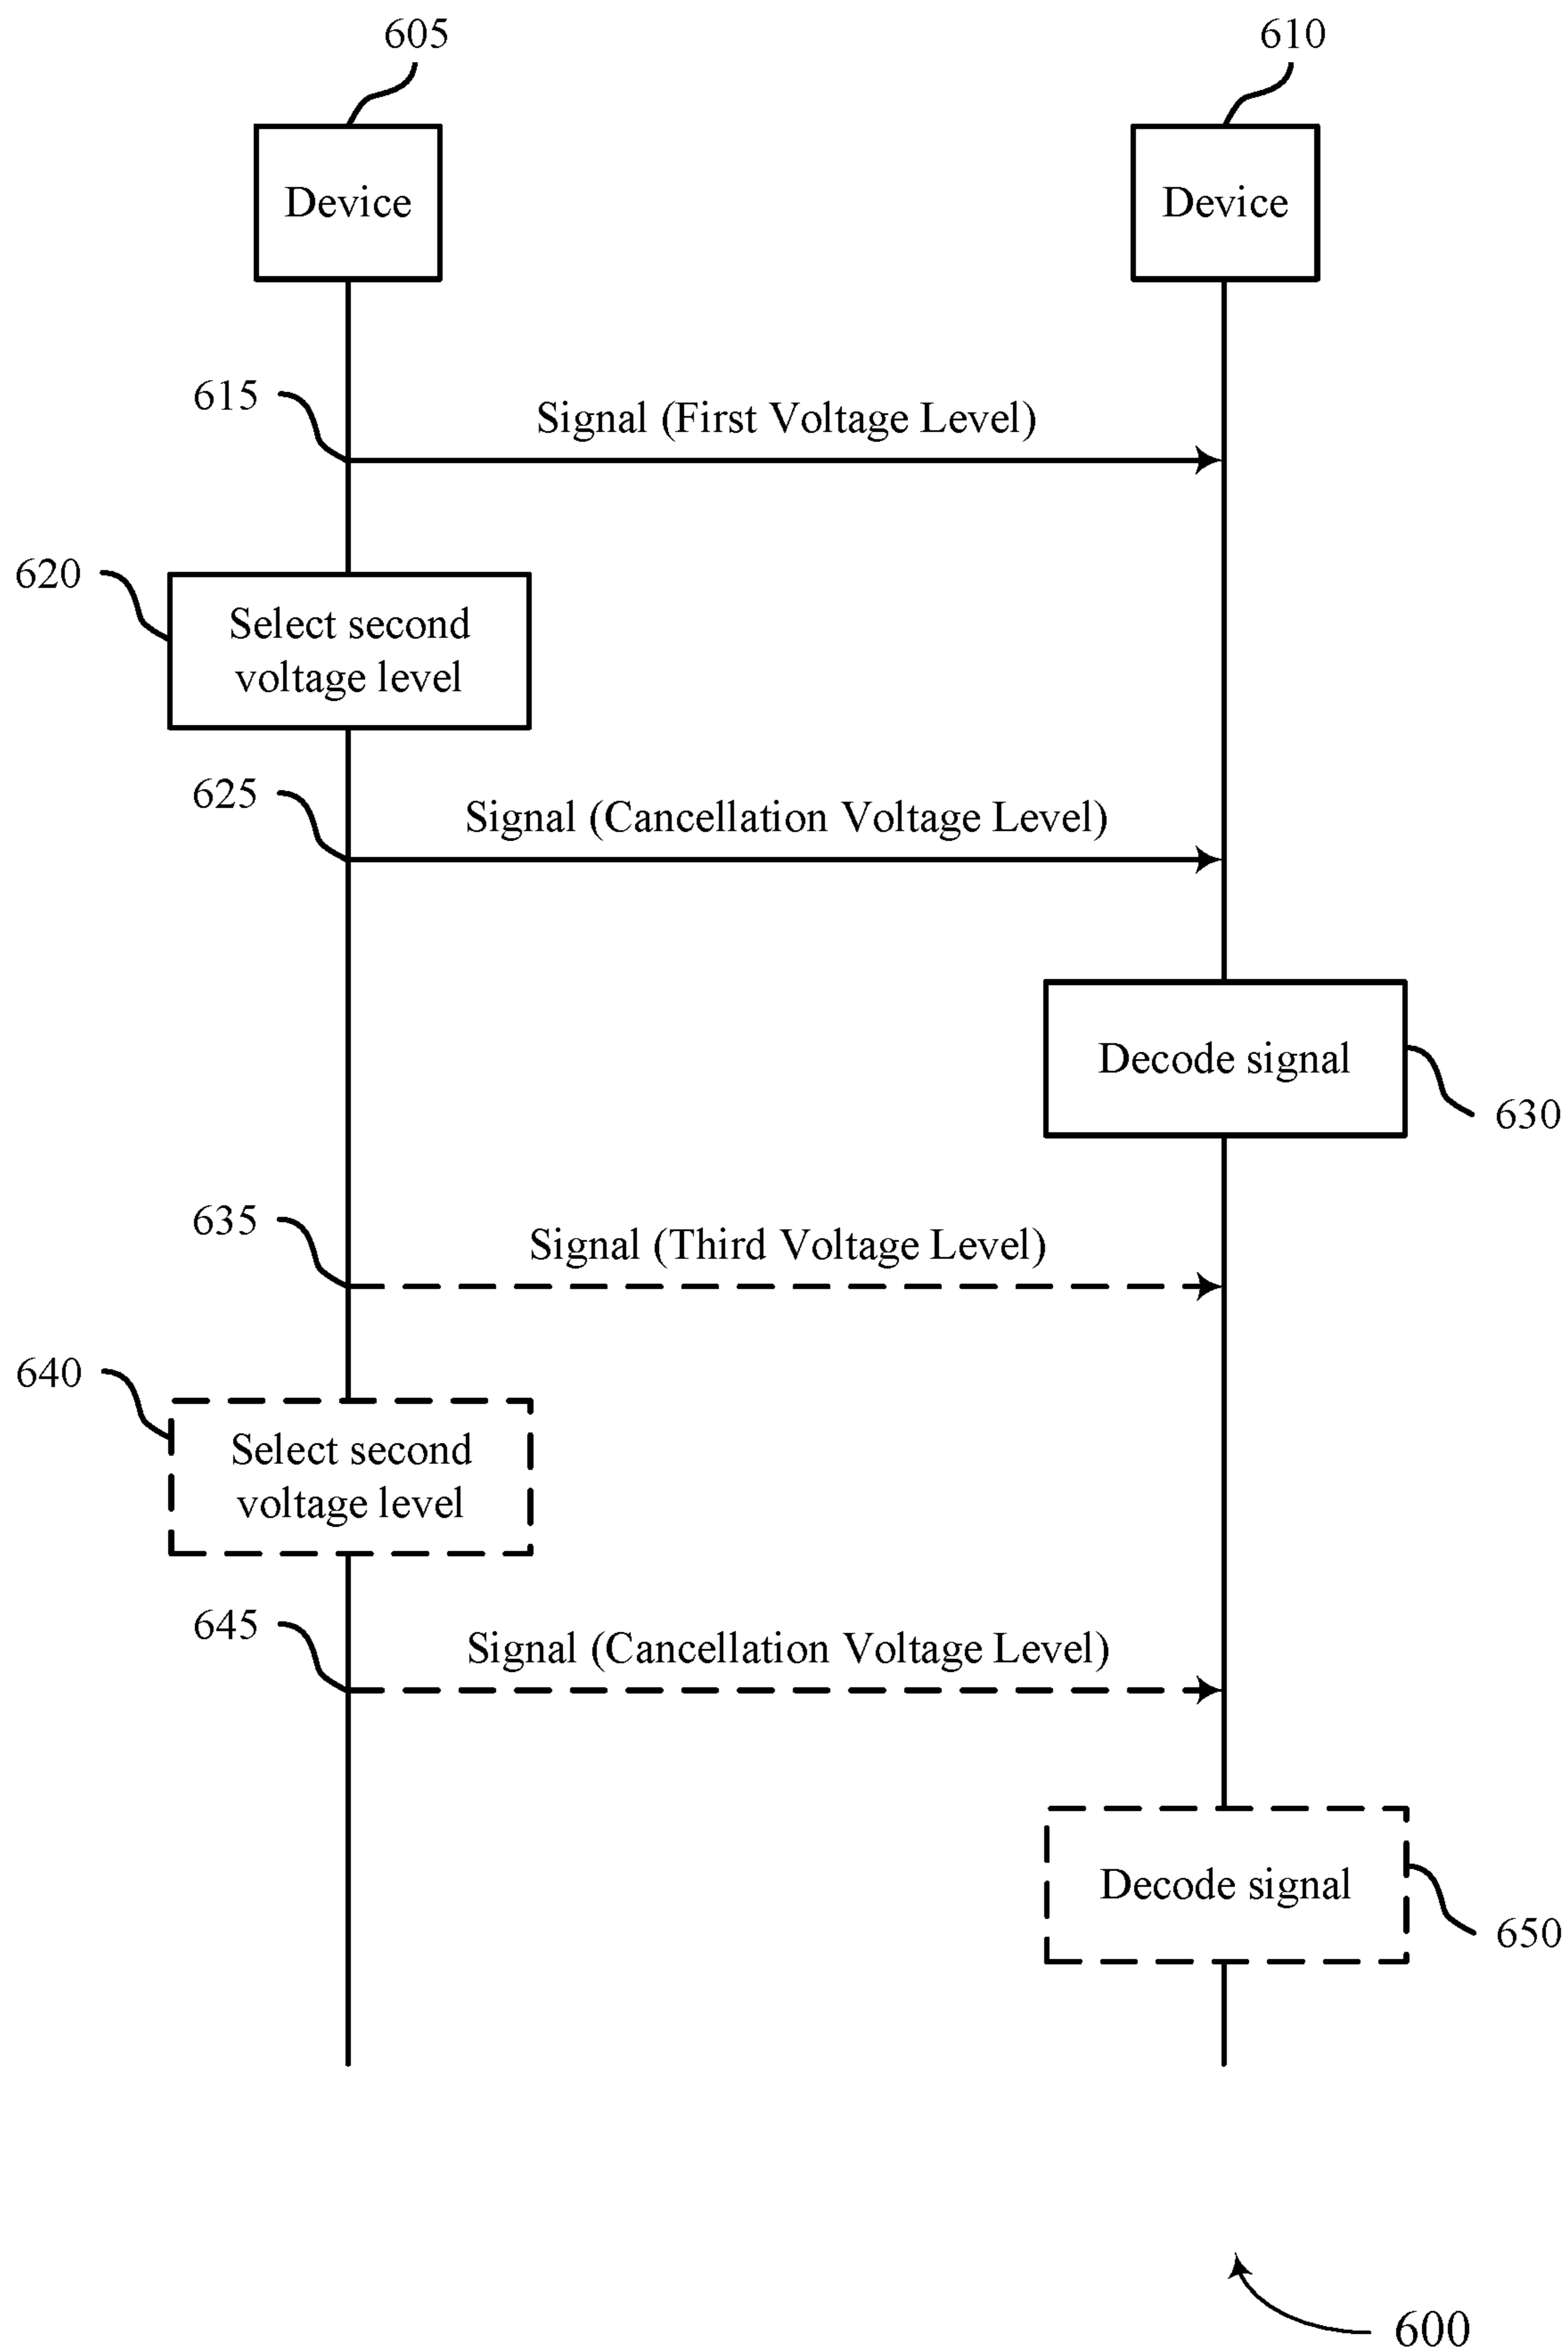 605
610
Device
Device
615
Signal (First Voltage Level)
620
Select second
voltage level
625
Signal (Cancellation Voltage Level)
Decode signal
630
635
Signal (Third Voltage Level)
640
Select second
voltage level
645
Signal (Cancellation Voltage Level)
Decode signal
650
600